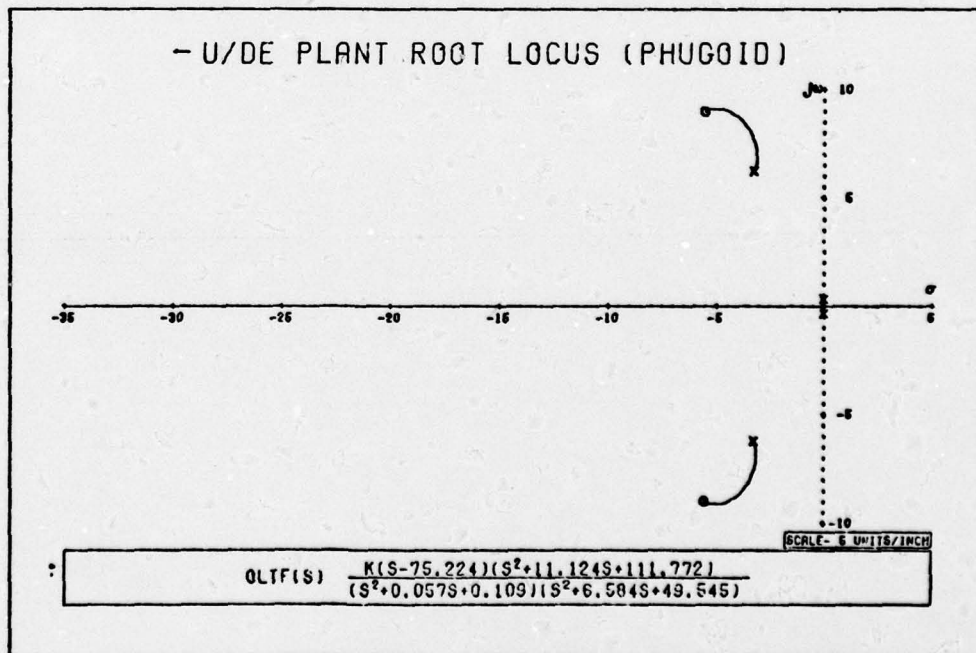 - U/DE PLANT ROOT LOCUS (PHUGOID)
jω 10
5
σ
-35 -30 -25 -20 -15 -10 -5 0 5
-5
-10
SCALE- 5 UNITS/INCH
OLTF(S) K(S-75.224)(S²+11.124S+111.772)
(S²+0.057S+0.109)(S²+6.584S+49.545)